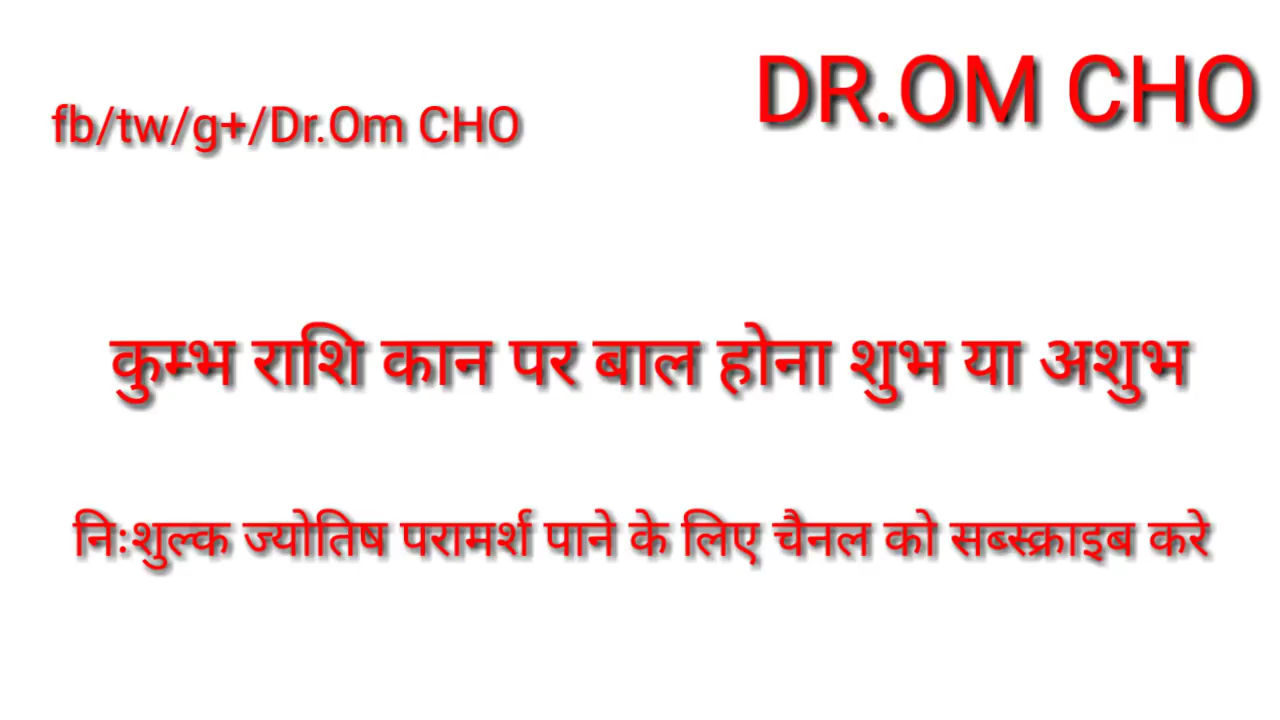 DR.OM CHO
fb/tw/g+/Dr.Om CHO
कुम्भ राशि कान पर बाल होना शुभ या अशुभ
निःशुल्क ज्योतिष परामर्श पाने के लिए चैनल को सब्स्क्राइब करे